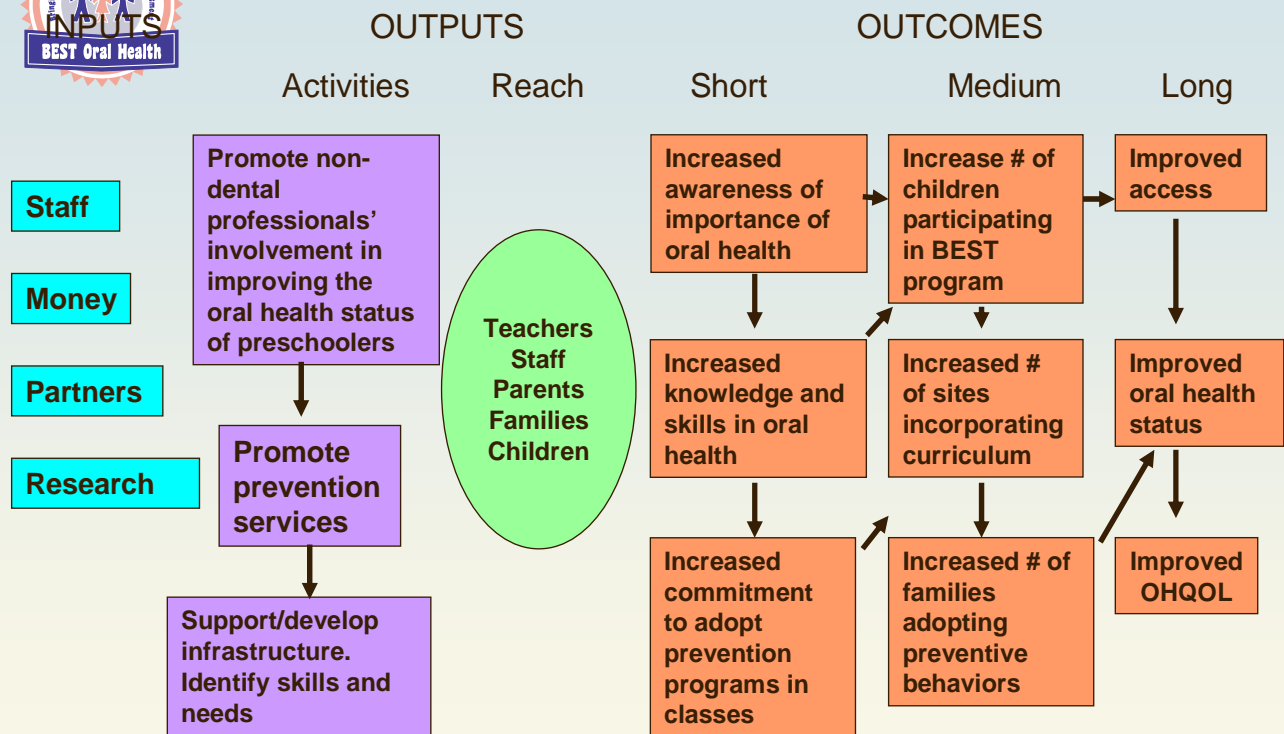 INPUTS
OUTPUTS
OUTCOMES
BEST Oral Health
Activities
Reach
Short
Medium
Long
Staff
Money
Partners
Research
Promote non-
dental
professionals’
involvement in
improving the
oral health status
of preschoolers
Promote
prevention
services
Support/develop
infrastructure.
Identify skills and
needs
Teachers
Staff
Parents
Families
Children
Increased
awareness of
importance of
oral health
Increased
knowledge and
skills in oral
health
Increased
commitment
to adopt
prevention
programs in
classes
Increase # of
children
participating
in BEST
program
Increased #
of sites
incorporating
curriculum
Increased # of
families
adopting
preventive
behaviors
Improved
access
Improved
oral health
status
Improved
OHQOL